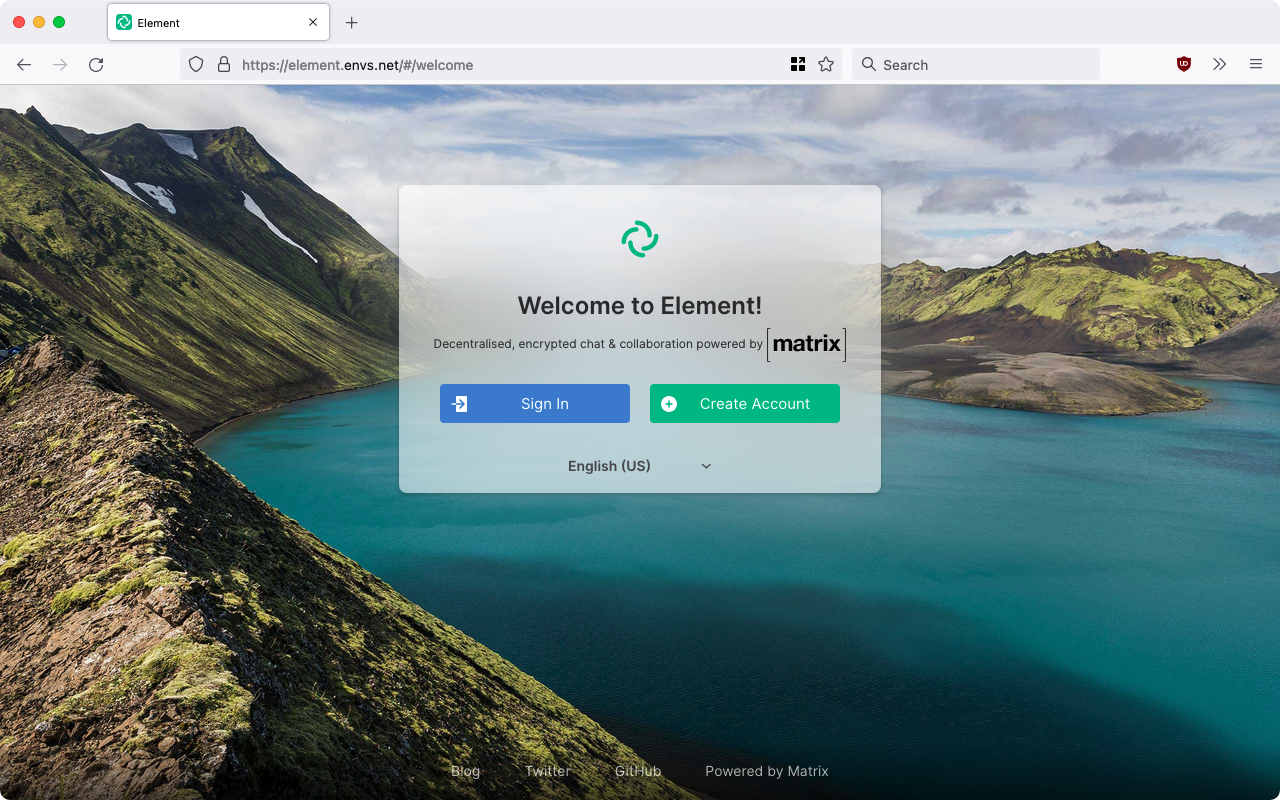 Element
https://element.envs.net/#/welcome
Search
Welcome to Element!
Decentralised, encrypted chat & collaboration powered by [matrix]
Sign In
Create Account
English (US)
Blog Twitter GitHub Powered by Matrix